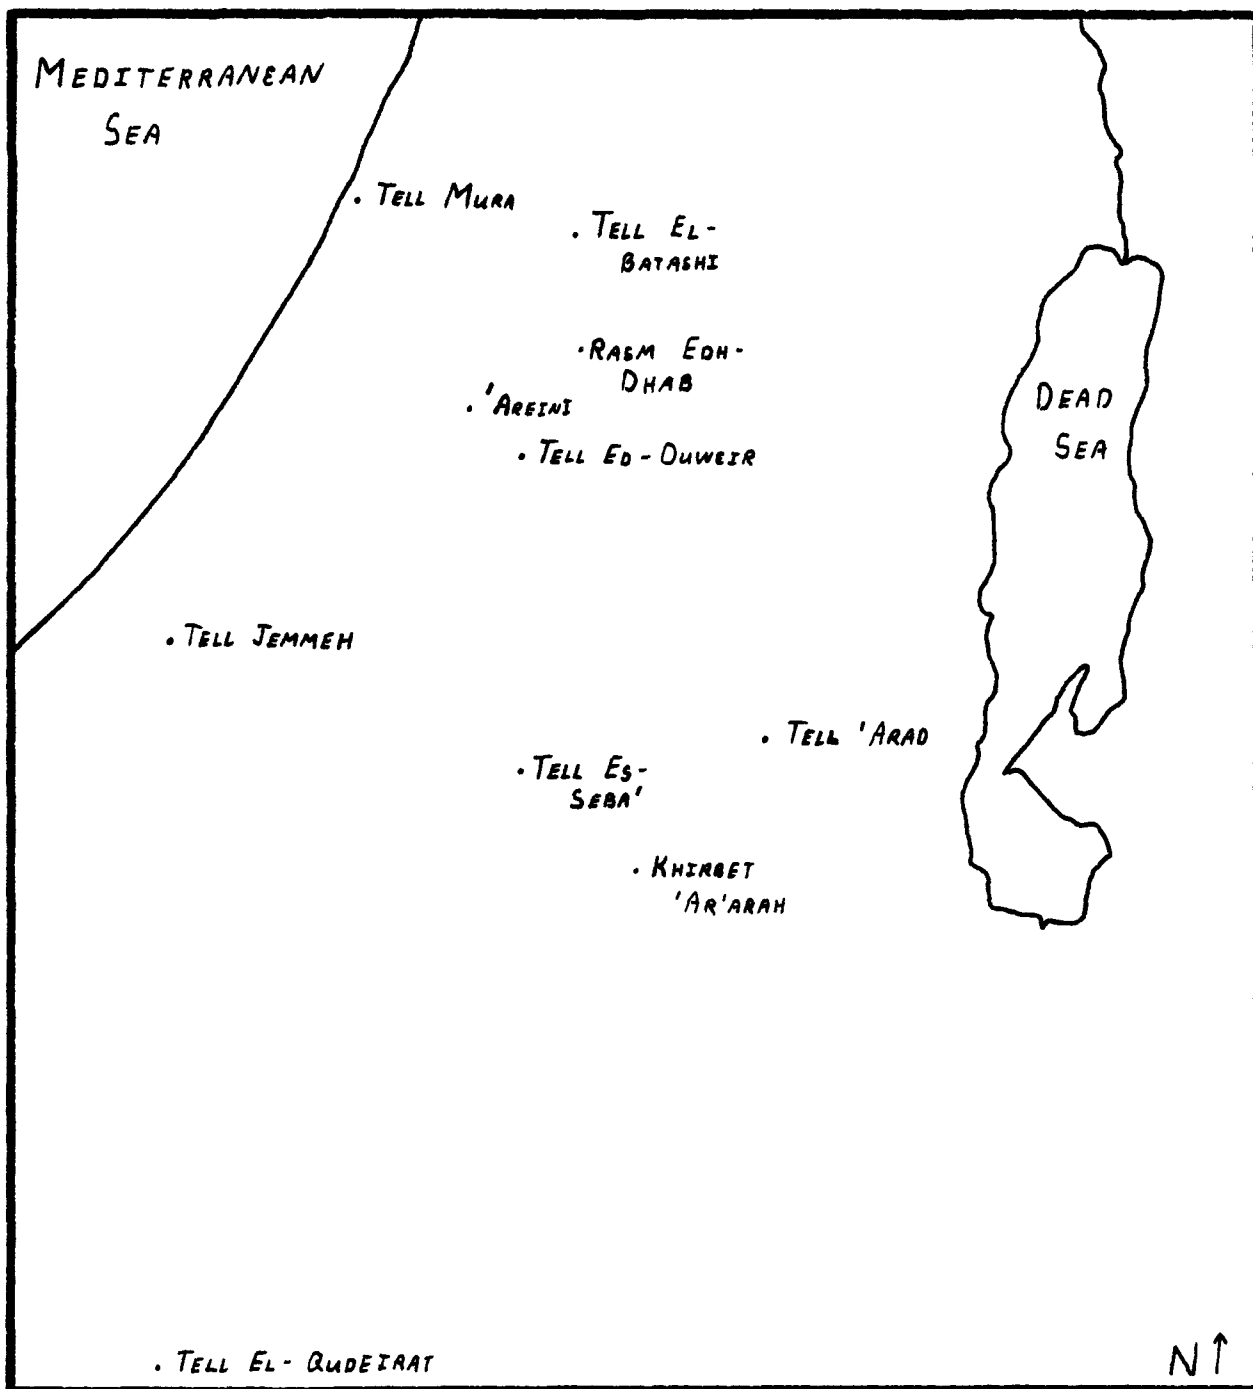 MEDITERRANEAN
SEA
TELL MURA
TELL EL-
BATASHI
RASM EDH-
DHAB
'AREINI
DEAD
SEA
TELL ED-DUWEIR
TELL JEMMEH
TELL 'ARAD
TELL ES-
SEBA'
KHIRBET
'AR'ARAH
TELL EL-QUDEIRAT
N